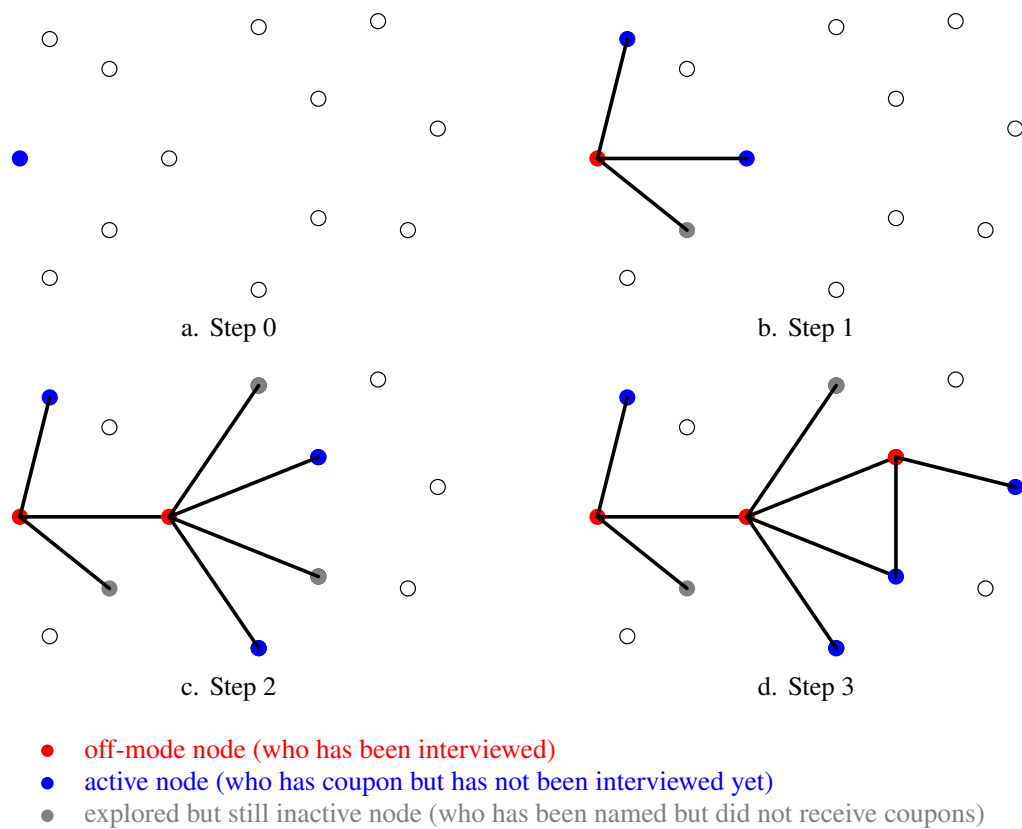 a. Step 0
b. Step 1
c. Step 2
d. Step 3
off-mode node (who has been interviewed)
active node (who has coupon but has not been interviewed yet)
explored but still inactive node (who has been named but did not receive coupons)